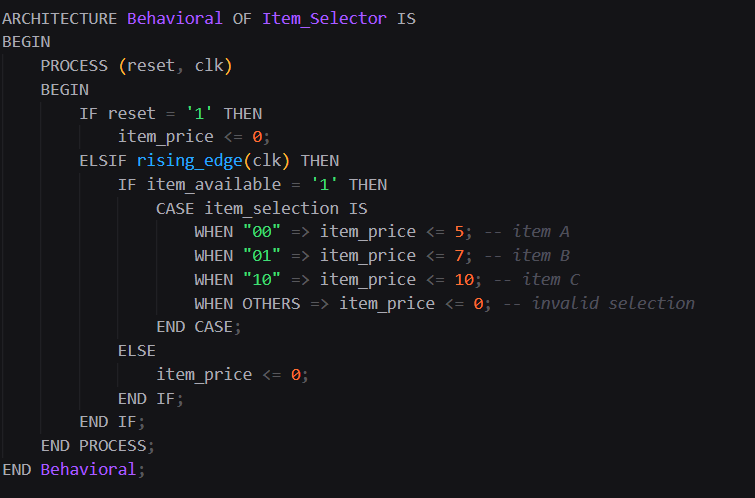 ARCHITECTURE Behavioral OF Item_Selector IS
BEGIN
    PROCESS (reset, clk)
    BEGIN
        IF reset = '1' THEN
            item_price <= 0;
        ELSIF rising_edge(clk) THEN
            IF item_available = '1' THEN
                CASE item_selection IS
                    WHEN "00" => item_price <= 5; -- item A
                    WHEN "01" => item_price <= 7; -- item B
                    WHEN "10" => item_price <= 10; -- item C
                    WHEN OTHERS => item_price <= 0; -- invalid selection
                END CASE;
            ELSE
                item_price <= 0;
            END IF;
        END IF;
    END PROCESS;
END Behavioral;